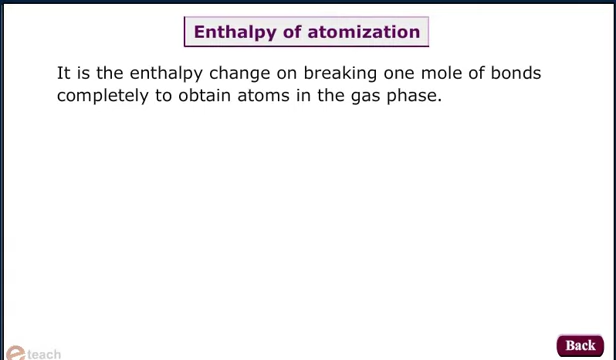 Enthalpy of atomization
It is the enthalpy change on breaking one mole of bonds
completely to obtain atoms in the gas phase.
e teach
Back